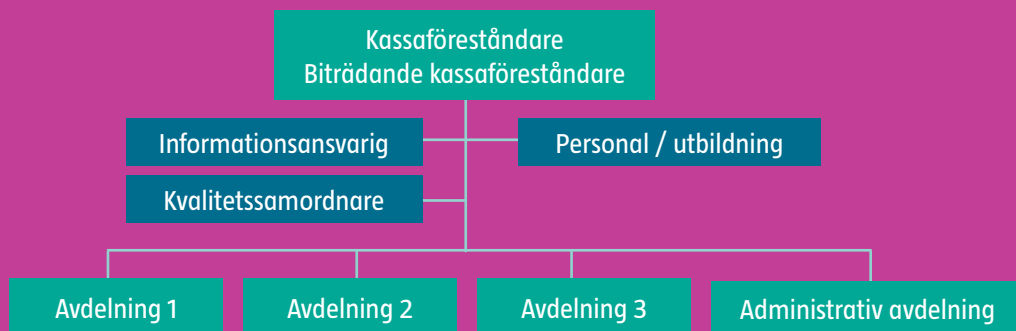 Kassaföreståndare
Biträdande kassaföreståndare
Informationsansvarig
Personal / utbildning
Kvalitetssamordnare
Avdelning 1
Avdelning 2
Avdelning 3
Administrativ avdelning